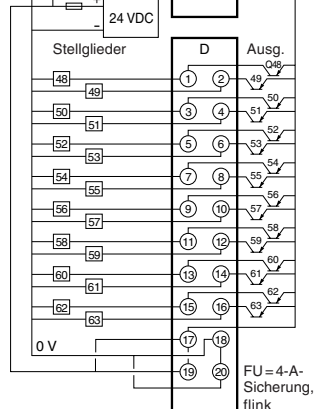 +
–
24 VDC
Stellglieder D Ausg.
Q48
48 1 2 49
49
50
50 3 4 51
51
52
52 5 6 53
53
54
54 7 8 55
55
56
56 9 10 57
57
58
58 11 12 59
59
60
60 13 14 61
61
62
62 15 16 63
63
0 V 17 18
19 20
FU=4-A-
Sicherung,
flink